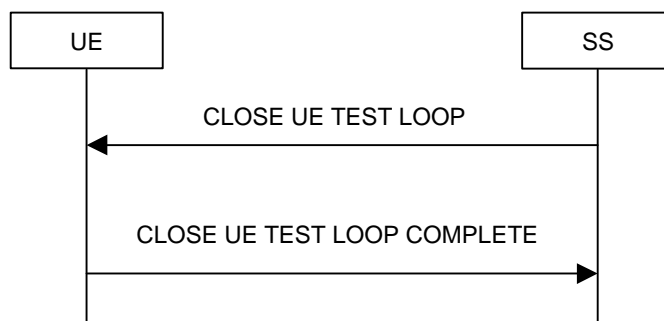 UE
SS
CLOSE UE TEST LOOP
CLOSE UE TEST LOOP COMPLETE